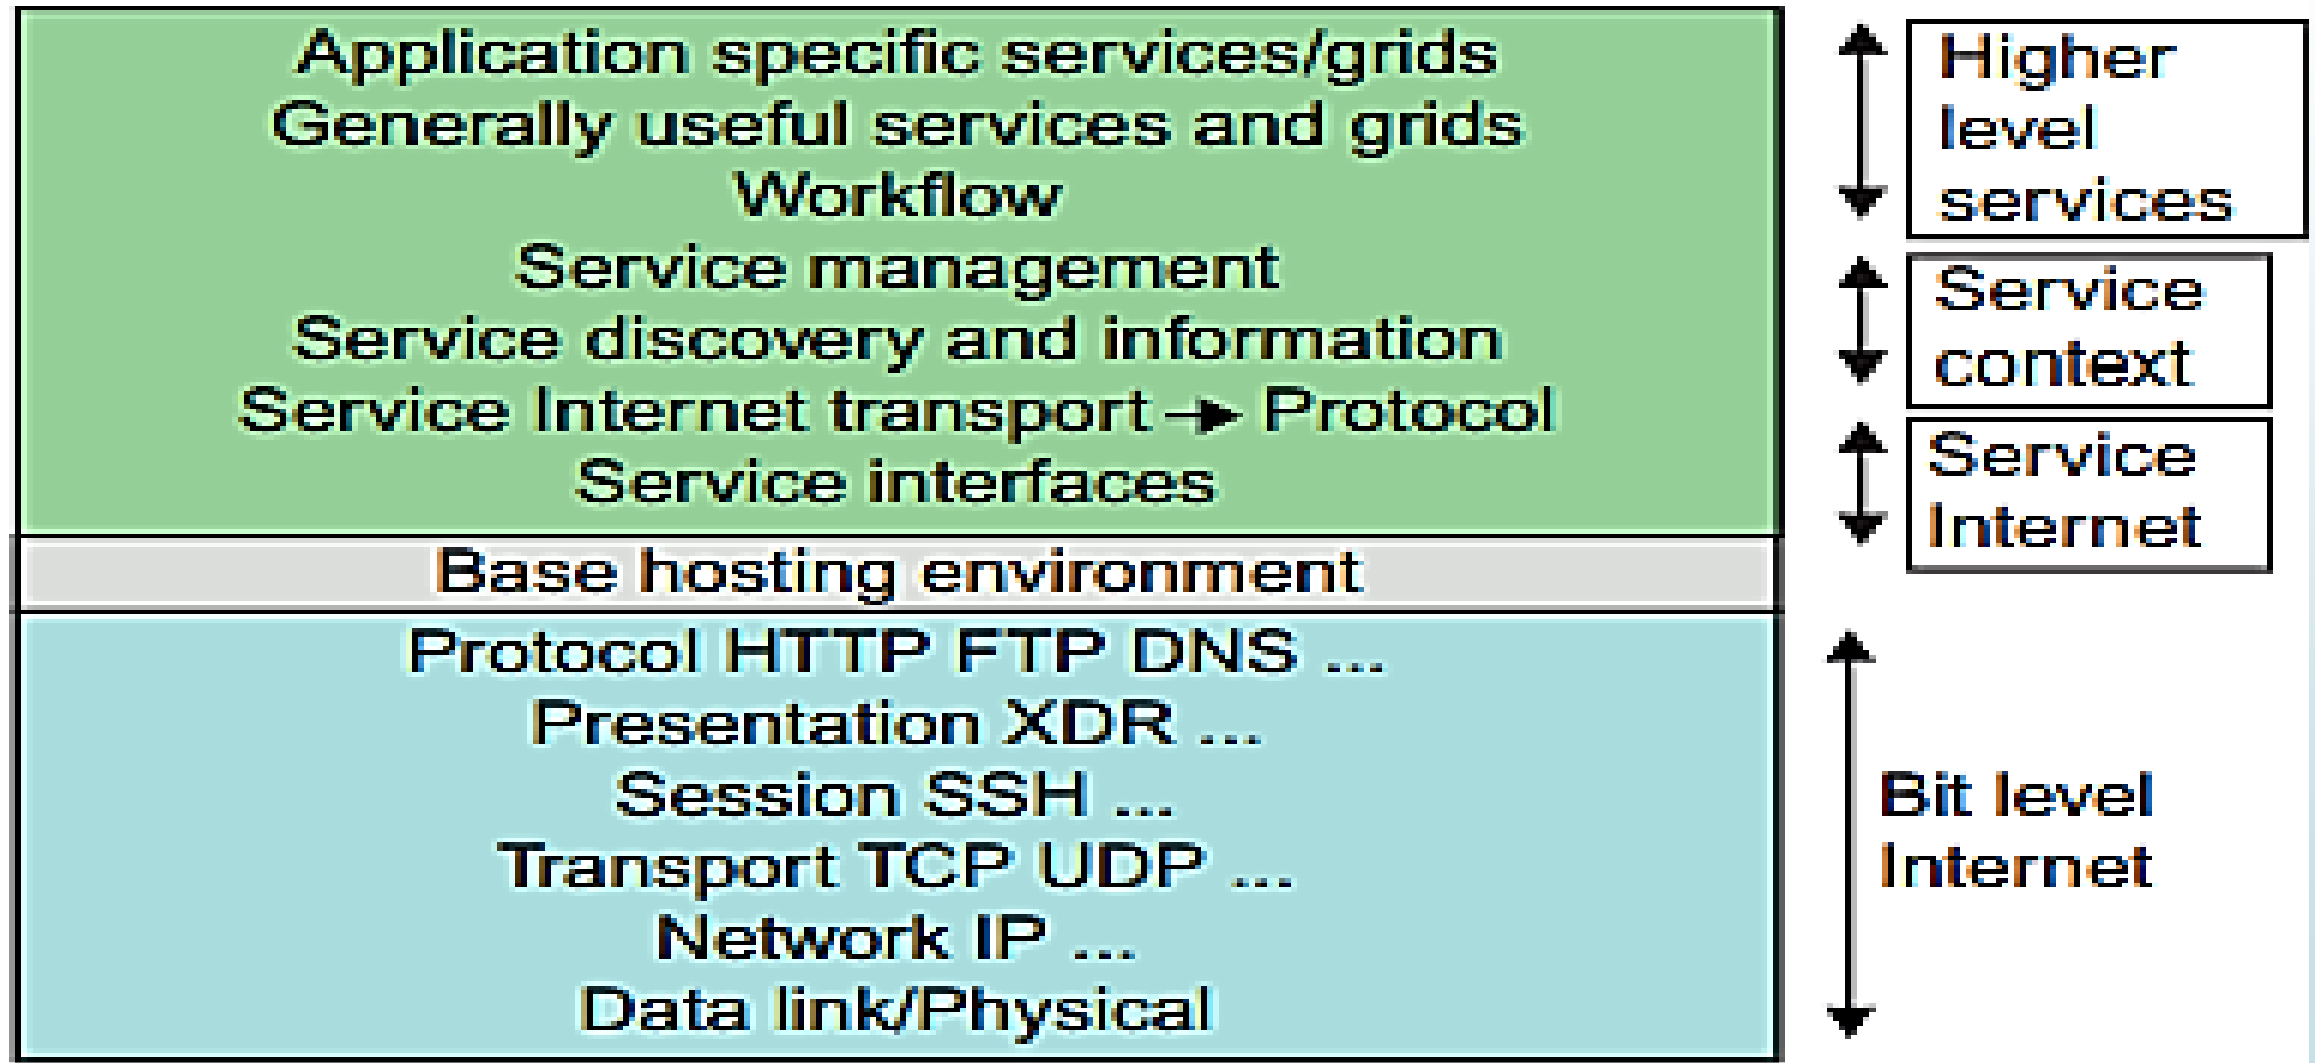 Application specific services/grids
Generally useful services and grids
Workflow
Service management
Service discovery and information
Service Internet transport → Protocol
Service interfaces
Base hosting environment
Protocol HTTP FTP DNS ...
Presentation XDR ...
Session SSH ...
Transport TCP UDP ...
Network IP ...
Data link/Physical
Higher
level
services
Service
context
Service
Internet
Bit level
Internet